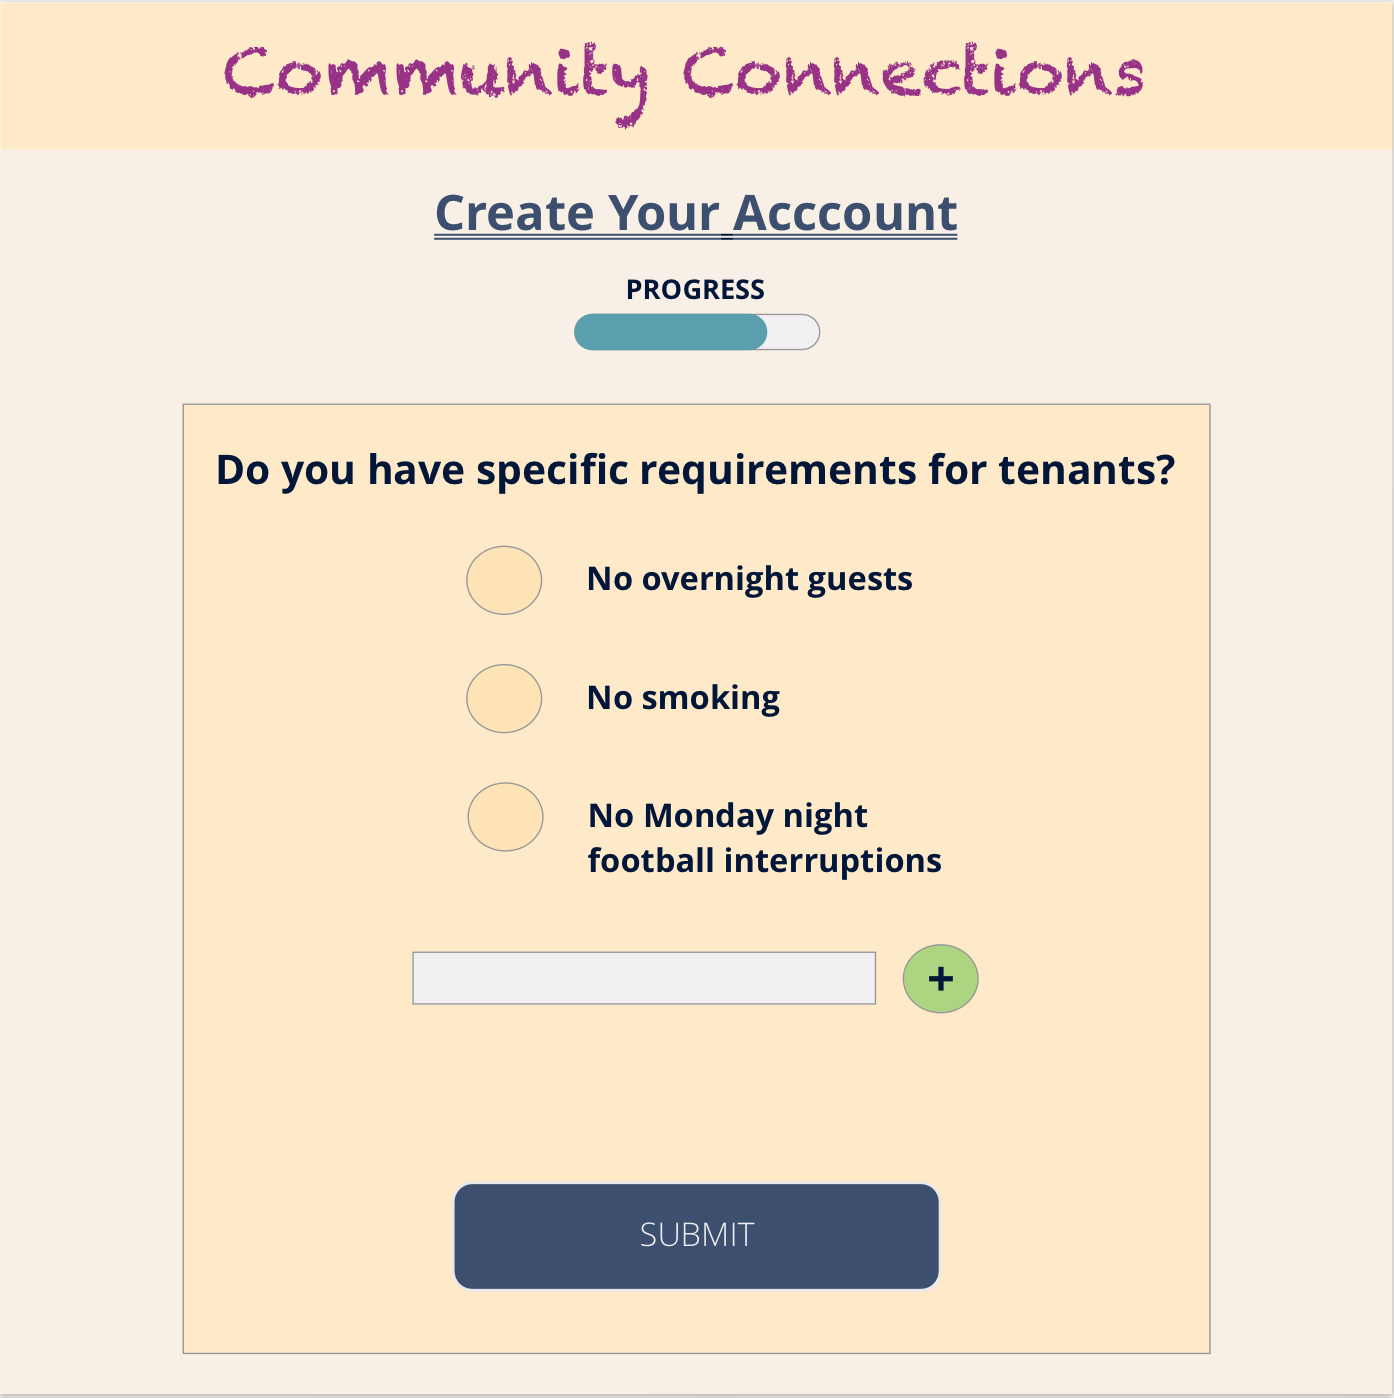 Community Connections
Create Your Acccount
PROGRESS
Do you have specific requirements for tenants?
No overnight guests
No smoking
No Monday night
football interruptions
+
SUBMIT